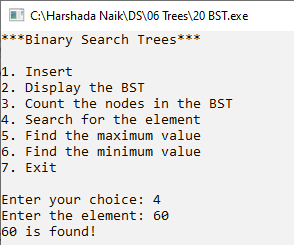 C:\Harshada Naik\DS\06 Trees\20 BST.exe
***Binary Search Trees***
1. Insert
2. Display the BST
3. Count the nodes in the BST
4. Search for the element
5. Find the maximum value
6. Find the minimum value
7. Exit
Enter your choice: 4
Enter the element: 60
60 is found!